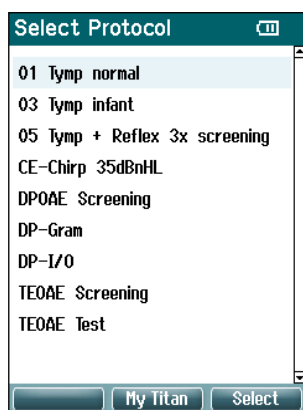 Select Protocol
01 Tymp normal
03 Tymp infant
05 Tymp + Reflex 3x screening
CE-Chirp 35dBnHL
DPOAE Screening
DP-Gram
DP-I/O
TEOAE Screening
TEOAE Test
My Titan Select